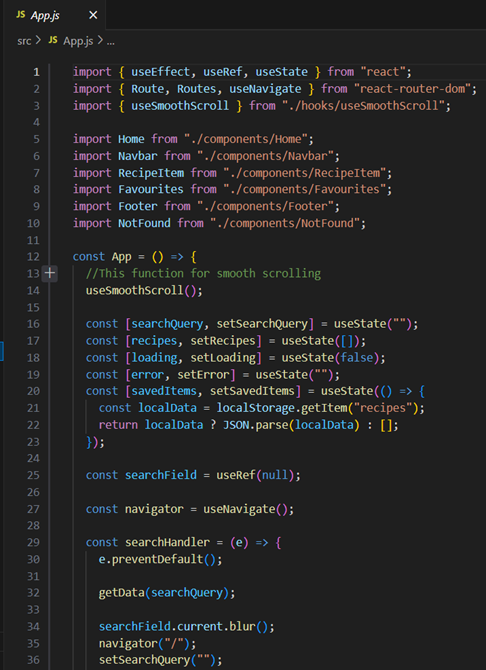 JS App.js ×
src > JS App.js > ...
1 import { useEffect, useRef, useState } from "react";
2 import { Route, Routes, useNavigate } from "react-router-dom";
3 import { useSmoothScroll } from "./hooks/useSmoothScroll";
4
5 import Home from "./components/Home";
6 import Navbar from "./components/Navbar";
7 import RecipeItem from "./components/RecipeItem";
8 import Favourites from "./components/Favourites";
9 import Footer from "./components/Footer";
10 import NotFound from "./components/NotFound";
11
12 const App = () => {
13 //This function for smooth scrolling
14 useSmoothScroll();
15
16 const [searchQuery, setSearchQuery] = useState("");
17 const [recipes, setRecipes] = useState([]);
18 const [loading, setLoading] = useState(false);
19 const [error, setError] = useState("");
20 const [savedItems, setSavedItems] = useState(() => {
21 const localData = localStorage.getItem("recipes");
22 return localData ? JSON.parse(localData) : [];
23 });
24
25 const searchField = useRef(null);
26
27 const navigator = useNavigate();
28
29 const searchHandler = (e) => {
30 e.preventDefault();
31
32 getData(searchQuery);
33
34 searchField.current.blur();
35 navigator("/");
36 setSearchQuery("");